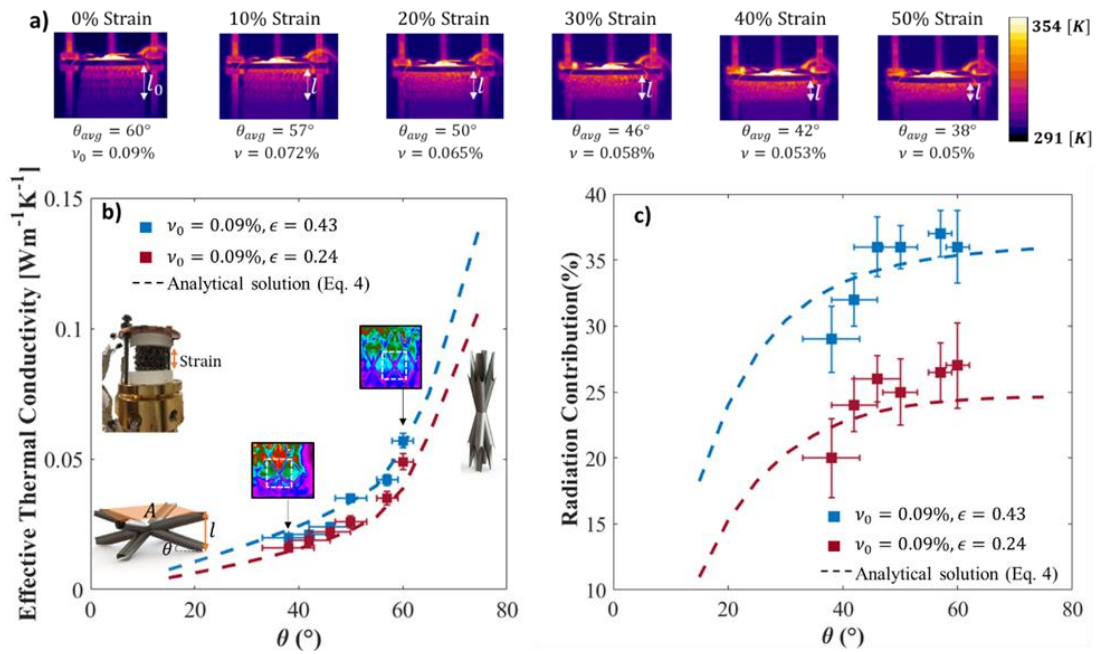 a)
0% Strain 10% Strain 20% Strain 30% Strain 40% Strain 50% Strain
354 [K]
l₀ l l l l l
291 [K]
θavg = 60° θavg = 57° θavg = 50° θavg = 46° θavg = 42° θavg = 38°
ν₀ = 0.09% ν = 0.072% ν = 0.065% ν = 0.058% ν = 0.053% ν = 0.05%
b)
Effective Thermal Conductivity [Wm⁻¹K⁻¹]
0.15
0.1
0.05
0
ν₀ = 0.09%, ϵ = 0.43
ν₀ = 0.09%, ϵ = 0.24
Analytical solution (Eq. 4)
Strain
A
l
θ
0 20 40 60 80
θ (°)
c)
Radiation Contribution(%)
40
35
30
25
20
15
10
ν₀ = 0.09%, ϵ = 0.43
ν₀ = 0.09%, ϵ = 0.24
Analytical solution (Eq. 4)
0 20 40 60 80
θ (°)